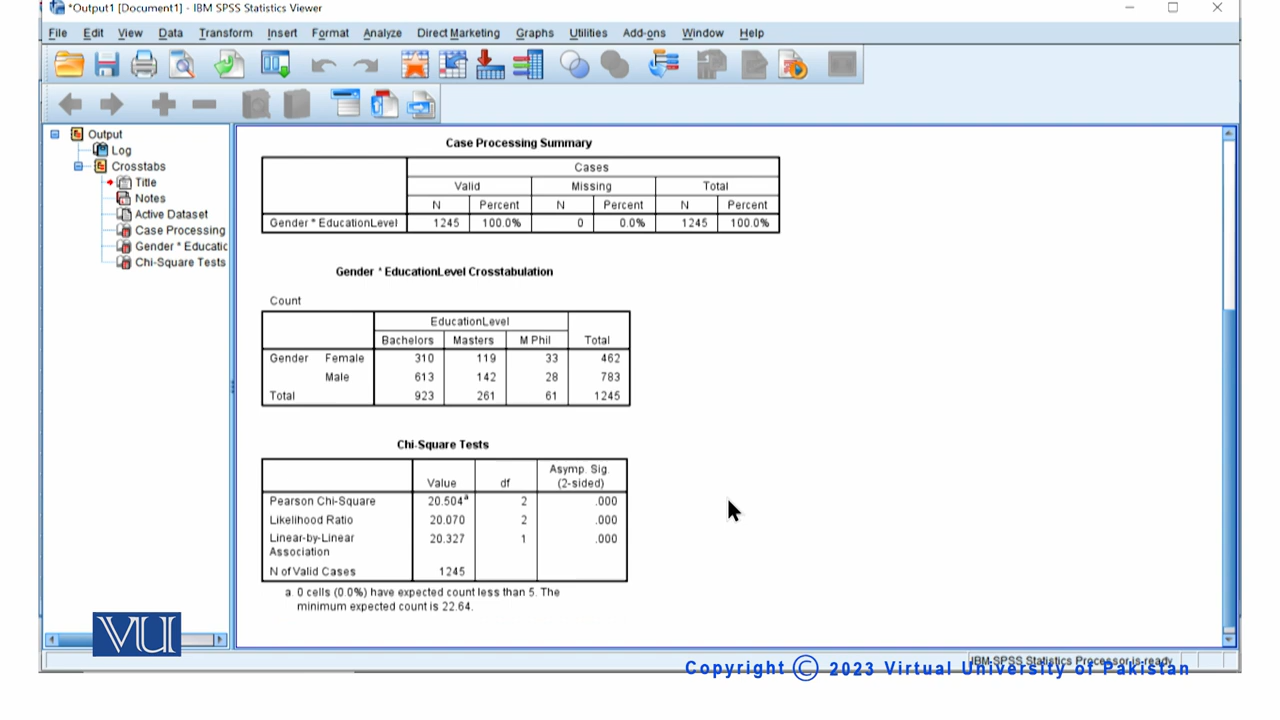 *Output1 [Document1] - IBM SPSS Statistics Viewer
File Edit View Data Transform Insert Format Analyze Direct Marketing Graphs Utilities Add-ons Window Help
Output
Log
Crosstabs
Title
Notes
Active Dataset
Case Processing
Gender * Educatic
Chi-Square Tests
Case Processing Summary
Cases
Valid Missing Total
N Percent N Percent N Percent
Gender * EducationLevel 1245 100.0% 0 0.0% 1245 100.0%
Gender * EducationLevel Crosstabulation
Count
EducationLevel
Bachelors Masters M Phil Total
Gender Female 310 119 33 462
Male 613 142 28 783
Total 923 261 61 1245
Chi-Square Tests
Value df Asymp. Sig. (2-sided)
Pearson Chi-Square 20.504a 2 .000
Likelihood Ratio 20.070 2 .000
Linear-by-Linear 20.327 1 .000
Association
N of Valid Cases 1245
a. 0 cells (0.0%) have expected count less than 5. The
minimum expected count is 22.64.
VU
IBM SPSS Statistics Processor is ready
Copyright © 2023 Virtual University of Pakistan